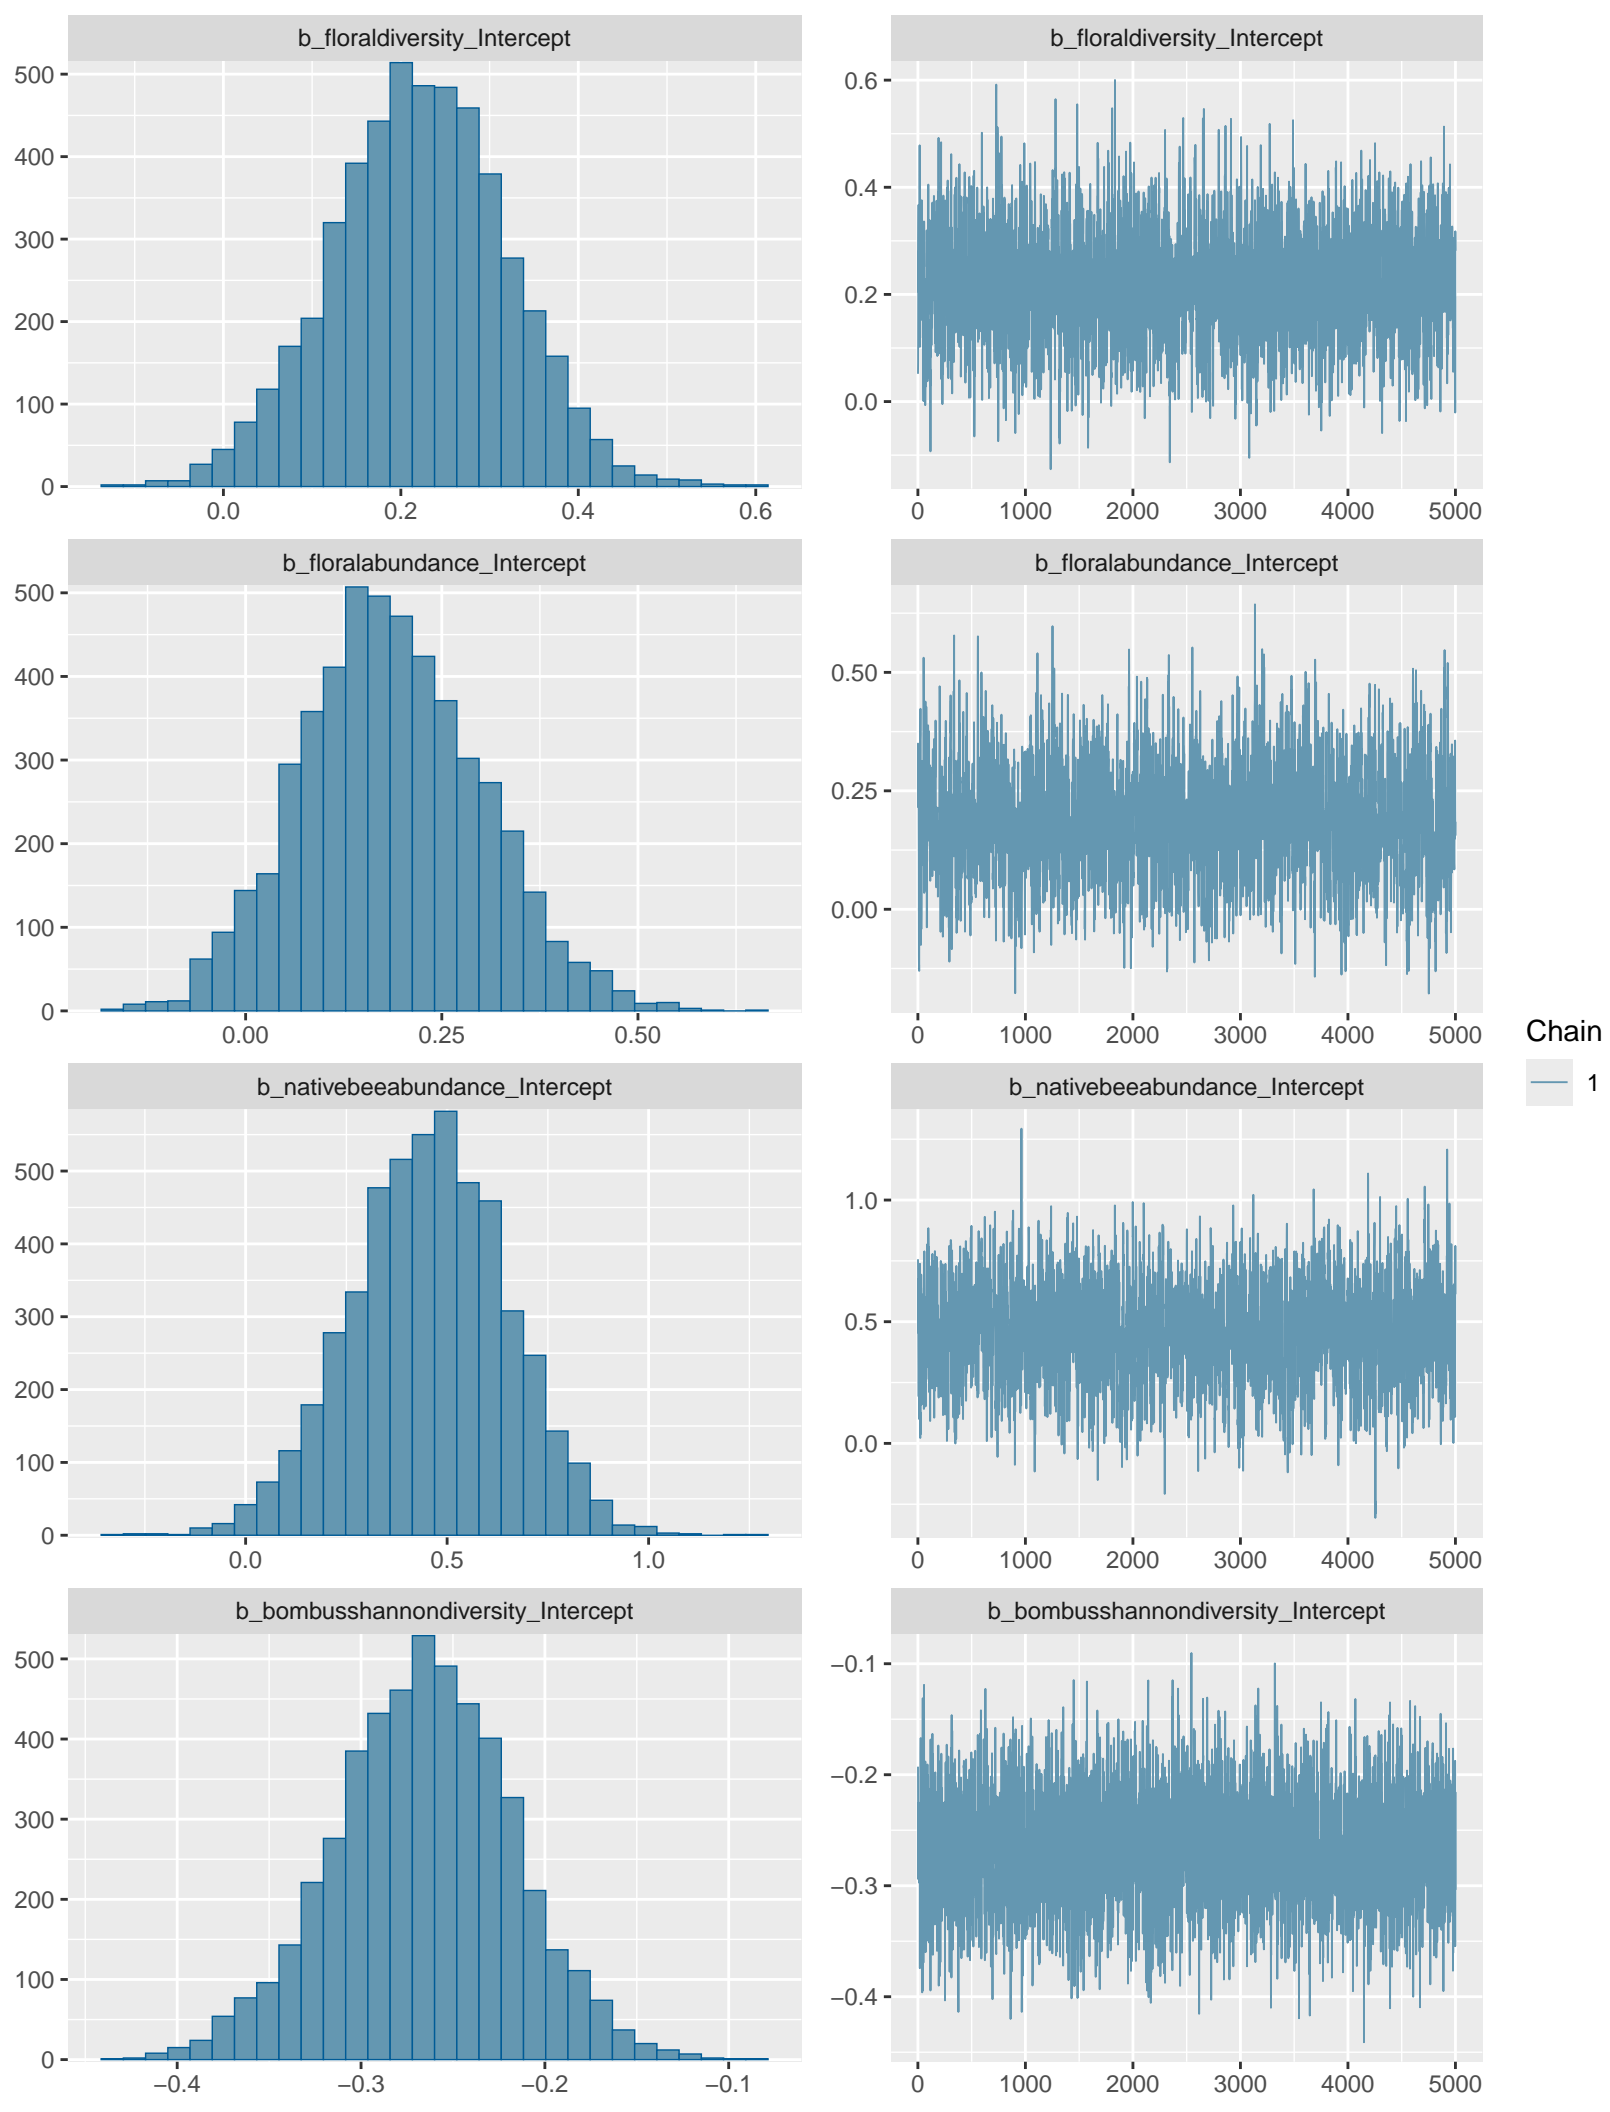 b_floraldiversity_Intercept
500
400
300
200
100
0
0.0 0.2 0.4 0.6
b_floraldiversity_Intercept
0.6
0.4
0.2
0.0
0 1000 2000 3000 4000 5000
b_floralabundance_Intercept
500
400
300
200
100
0
0.00 0.25 0.50
b_floralabundance_Intercept
0.50
0.25
0.00
0 1000 2000 3000 4000 5000
b_nativebeeabundance_Intercept
500
400
300
200
100
0
0.0 0.5 1.0
b_nativebeeabundance_Intercept
1.0
0.5
0.0
0 1000 2000 3000 4000 5000
b_bombusshannondiversity_Intercept
500
400
300
200
100
0
−0.4 −0.3 −0.2 −0.1
b_bombusshannondiversity_Intercept
−0.1
−0.2
−0.3
−0.4
0 1000 2000 3000 4000 5000
Chain
1